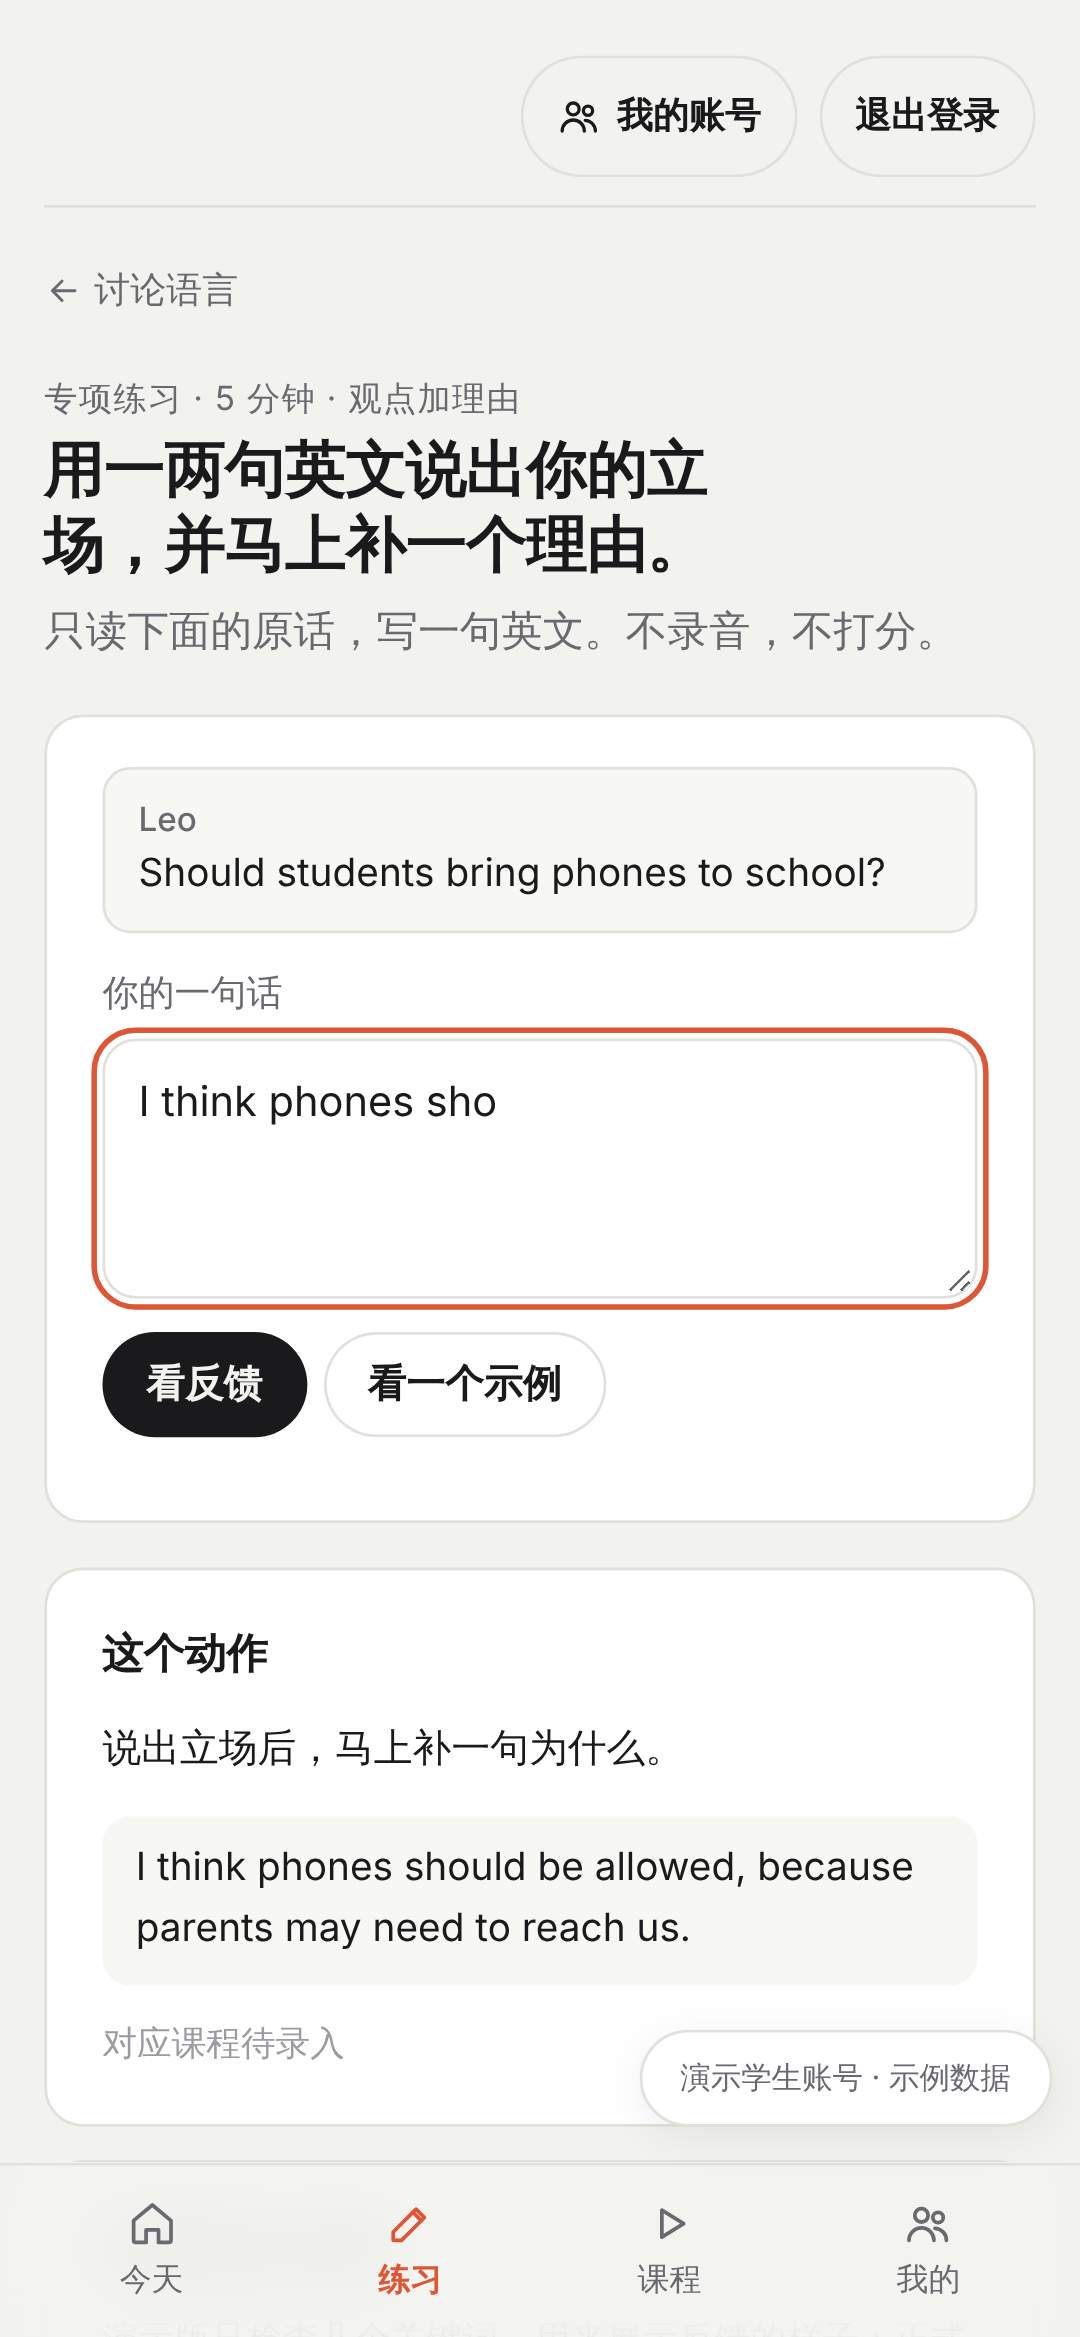 我的账号
退出登录
← 讨论语言
专项练习 · 5 分钟 · 观点加理由
用一两句英文说出你的立
场，并马上补一个理由。
只读下面的原话，写一句英文。不录音，不打分。
Leo
Should students bring phones to school?
你的一句话
I think phones sho
看反馈
看一个示例
这个动作
说出立场后，马上补一句为什么。
I think phones should be allowed, because
parents may need to reach us.
对应课程待录入
演示学生账号 · 示例数据
今天
练习
课程
我的